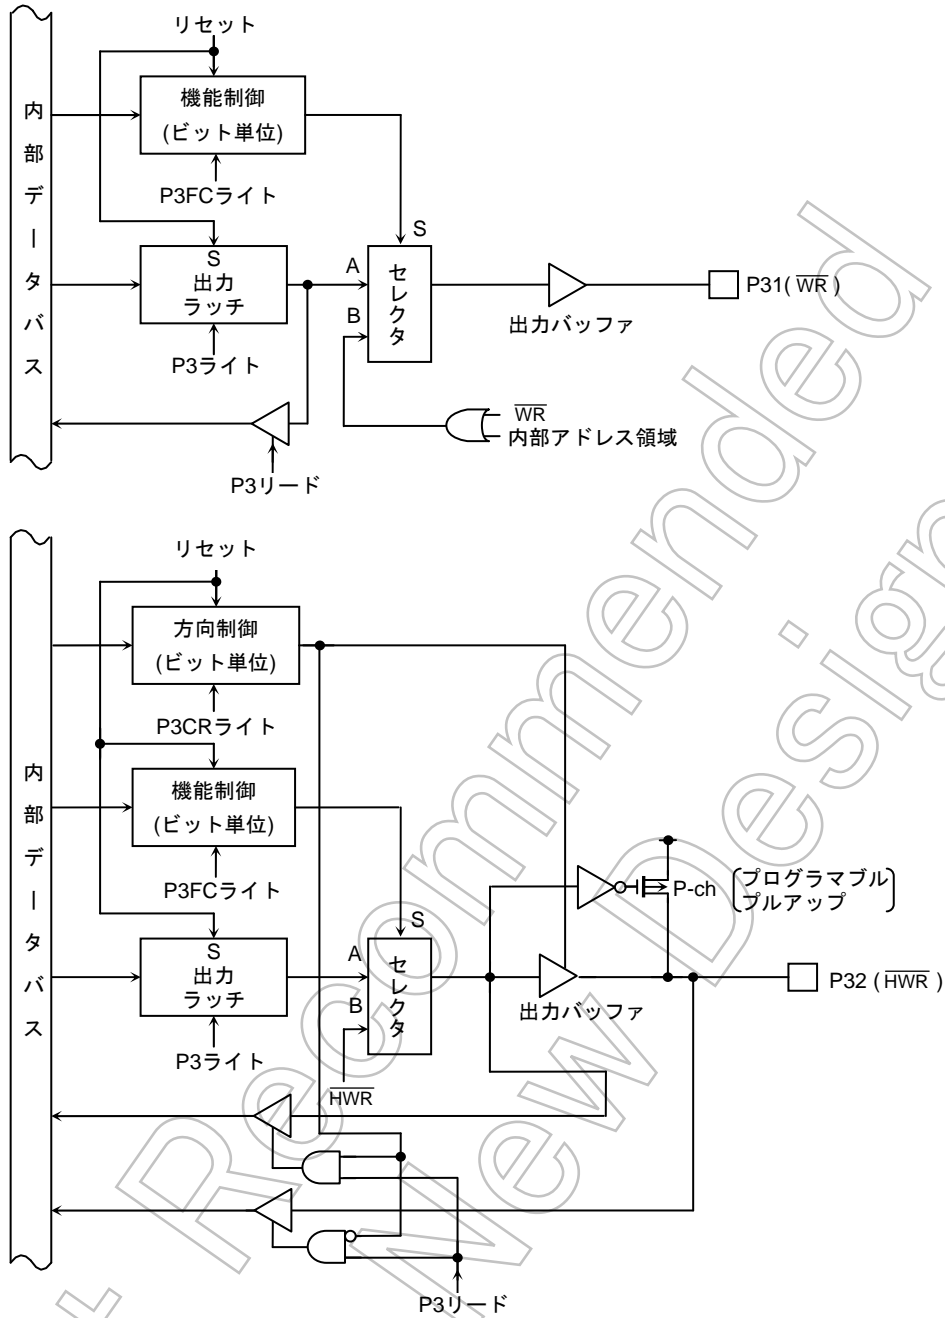 リセット
機能制御
(ビット単位)
P3FCライト
S
出力
ラッチ
P3ライト
P3リード
内部データバス
S
A
B
セレクタ
出力バッファ
P31( WR )
WR
内部アドレス領域
リセット
方向制御
(ビット単位)
P3CRライト
機能制御
(ビット単位)
P3FCライト
S
出力
ラッチ
P3ライト
内部データバス
S
A
B
セレクタ
HWR
出力バッファ
P-ch
プログラマブル
プルアップ
P32 ( HWR )
P3リード
Recommended
New Design